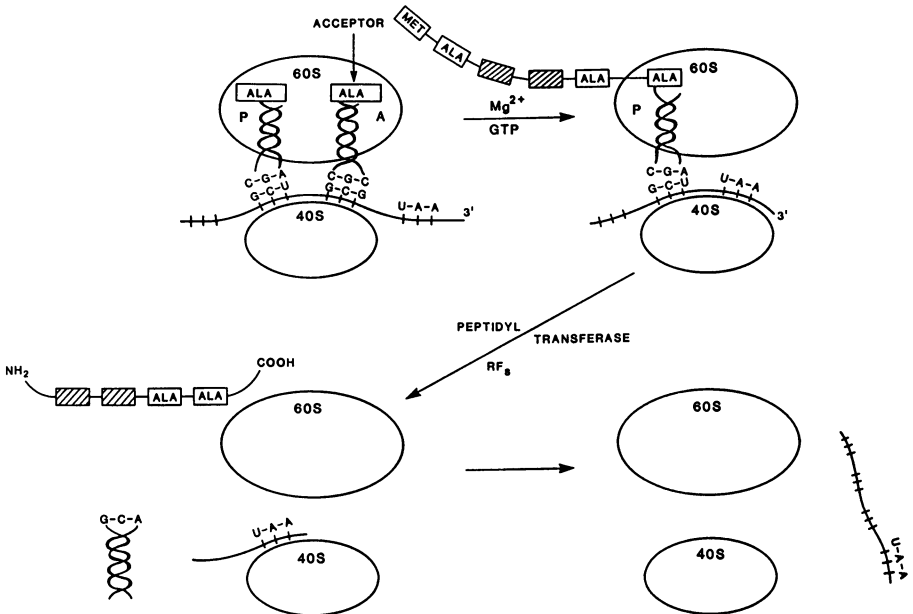 ACCEPTOR
60S
ALA
ALA
P
A
C-G-A
G-C-U
C-G-C
G-C-G
U-A-A
3'
40S
Mg2+
GTP
MET
ALA
ALA
ALA
60S
P
C-G-A
G-C-U
U-A-A
3'
40S
PEPTIDYL
TRANSFERASE
RFs
NH2
ALA
ALA
COOH
60S
G-C-A
U-A-A
40S
60S
40S
U-A-A